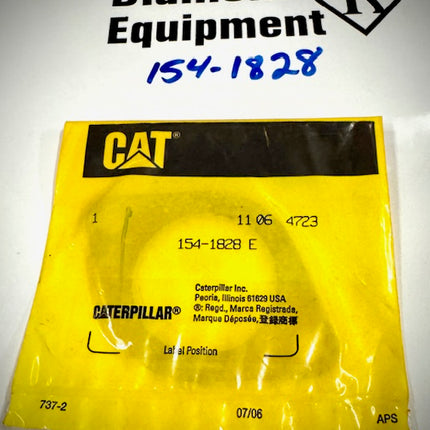 Equipment
154-1828
CAT®
1 11 06 4723
154-1828 E
Caterpillar Inc.
Peoria, Illinois 61629 USA
CATERPILLAR® ®: Regd., Marca Registrada,
Marque Déposée, 登録商標
Label Position
737-2 07/06 APS